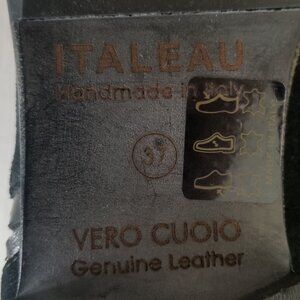 ITALEAU
Handmade in Italy
37
VERO CUOIO
Genuine Leather